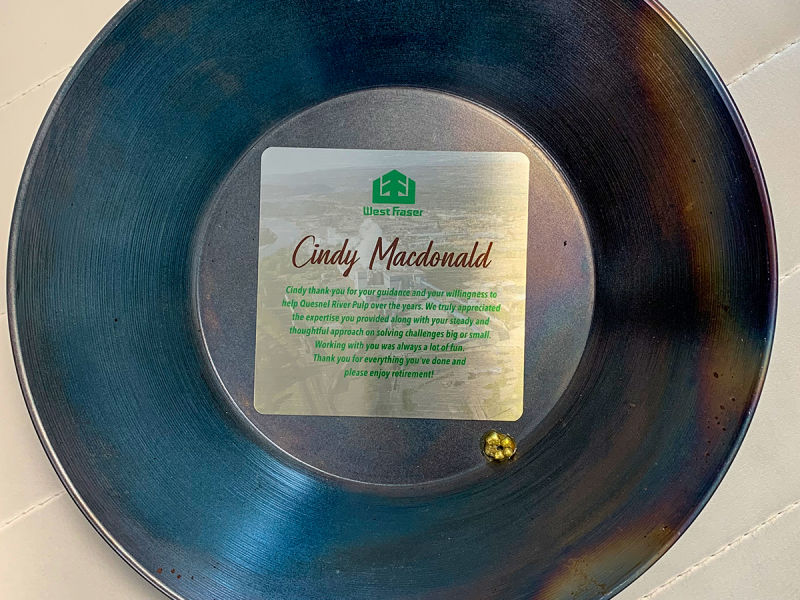 West Fraser
Cindy Macdonald
Cindy thank-you for your guidance and your willingness to
help Quesnel River Pulp over the years. We truly appreciated
the expertise you provided along with your steady and
thoughtful approach on solving challenges big or small.
Working with you was always a lot of fun.
Thank you for everything you've done and
please enjoy retirement!